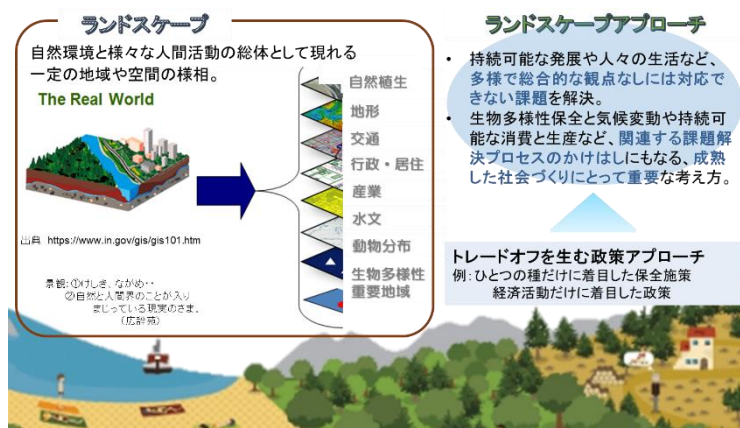 ランドスケープ
自然環境と様々な人間活動の総体として現れる
一定の地域や空間の様相。
The Real World
自然植生
地形
交通
行政・居住
産業
水文
動物分布
生物多様性
重要地域
出典 https://www.in.gov/gis/gis101.htm
景観:①けしき、ながめ・・
②自然と人間界のことが入り
まじっている現実のさま。
(広辞苑)
ランドスケープアプローチ
• 持続可能な発展や人々の生活など、
多様で総合的な観点なしには対応で
きない課題を解決。
• 生物多様性保全と気候変動や持続可
能な消費と生産など、関連する課題解
決プロセスのかけはしにもなる、成熟
した社会づくりにとって重要な考え方。
トレードオフを生む政策アプローチ
例:ひとつの種だけに着目した保全施策
経済活動だけに着目した政策